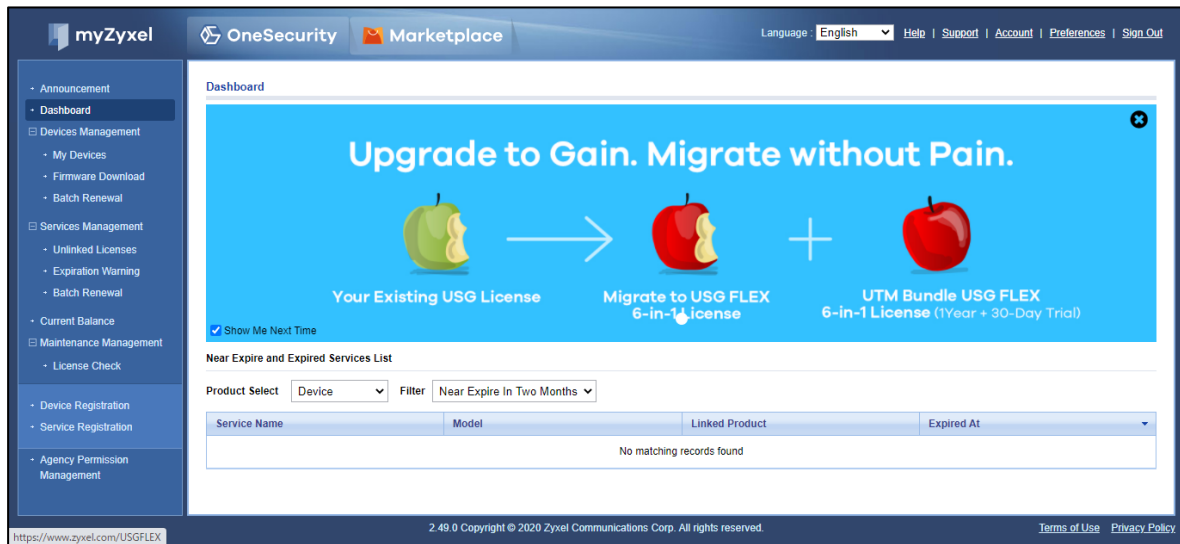 myZyxel
OneSecurity
Marketplace
Language : English
Help | Support | Account | Preferences | Sign Out
Announcement
Dashboard
Devices Management
My Devices
Firmware Download
Batch Renewal
Services Management
Unlinked Licenses
Expiration Warning
Batch Renewal
Current Balance
Maintenance Management
License Check
Device Registration
Service Registration
Agency Permission
Management
Dashboard
Upgrade to Gain. Migrate without Pain.
Your Existing USG License
Migrate to USG FLEX
6-in-1 License
UTM Bundle USG FLEX
6-in-1 License (1Year + 30-Day Trial)
Show Me Next Time
Near Expire and Expired Services List
Product Select Device Filter Near Expire In Two Months
Service Name Model Linked Product Expired At
No matching records found
2.49.0 Copyright © 2020 Zyxel Communications Corp. All rights reserved.
Terms of Use Privacy Policy
https://www.zyxel.com/USGFLEX